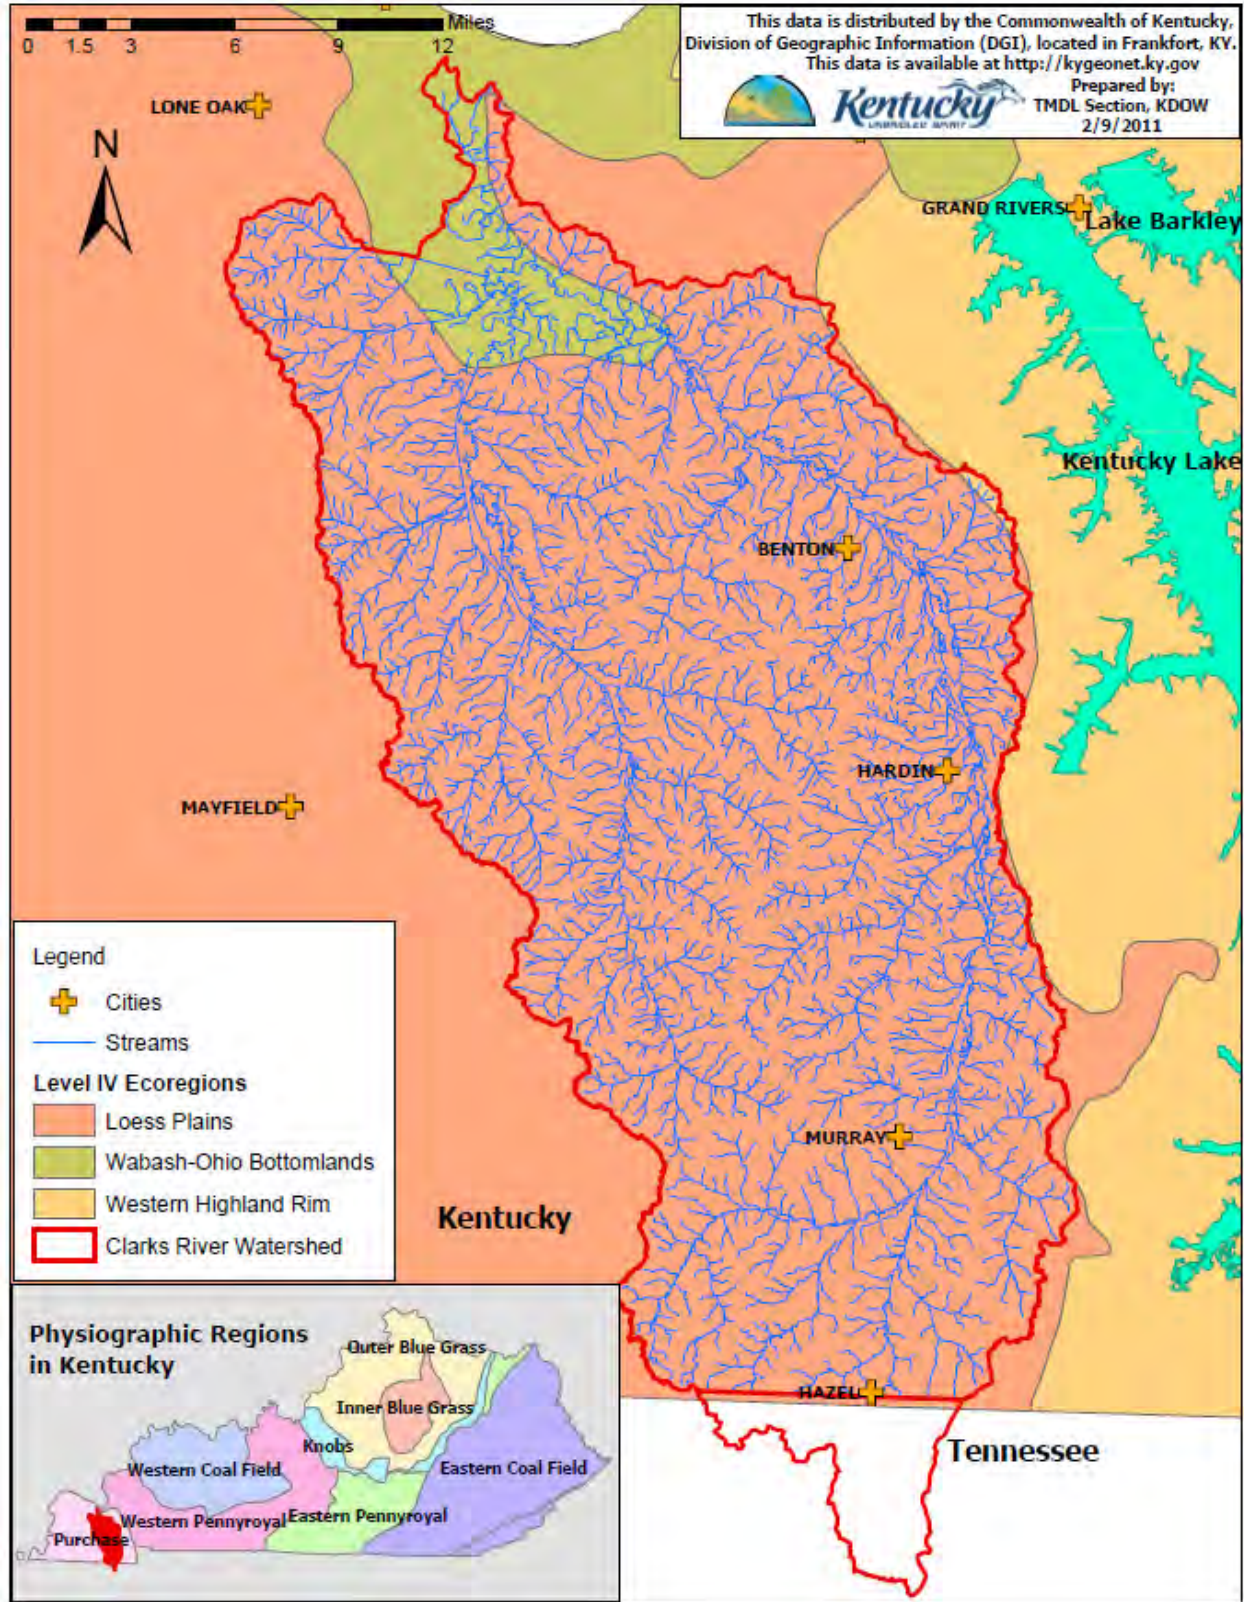 Miles
0 1.5 3 6 9 12
This data is distributed by the Commonwealth of Kentucky,
Division of Geographic Information (DGI), located in Frankfort, KY.
This data is available at http://kygeonet.ky.gov
Prepared by:
TMDL Section, KDOW
2/9/2011
Kentucky
UNBRIDLED SPIRIT
LONE OAK
N
GRAND RIVERS
Lake Barkley
Kentucky Lake
BENTON
HARDIN
MAYFIELD
Legend
Cities
Streams
Level IV Ecoregions
Loess Plains
Wabash-Ohio Bottomlands
Western Highland Rim
Clarks River Watershed
MURRAY
Kentucky
HAZEL
Tennessee
Physiographic Regions
in Kentucky
Outer Blue Grass
Inner Blue Grass
Knobs
Western Coal Field
Eastern Coal Field
Western Pennyroyal
Eastern Pennyroyal
Purchase